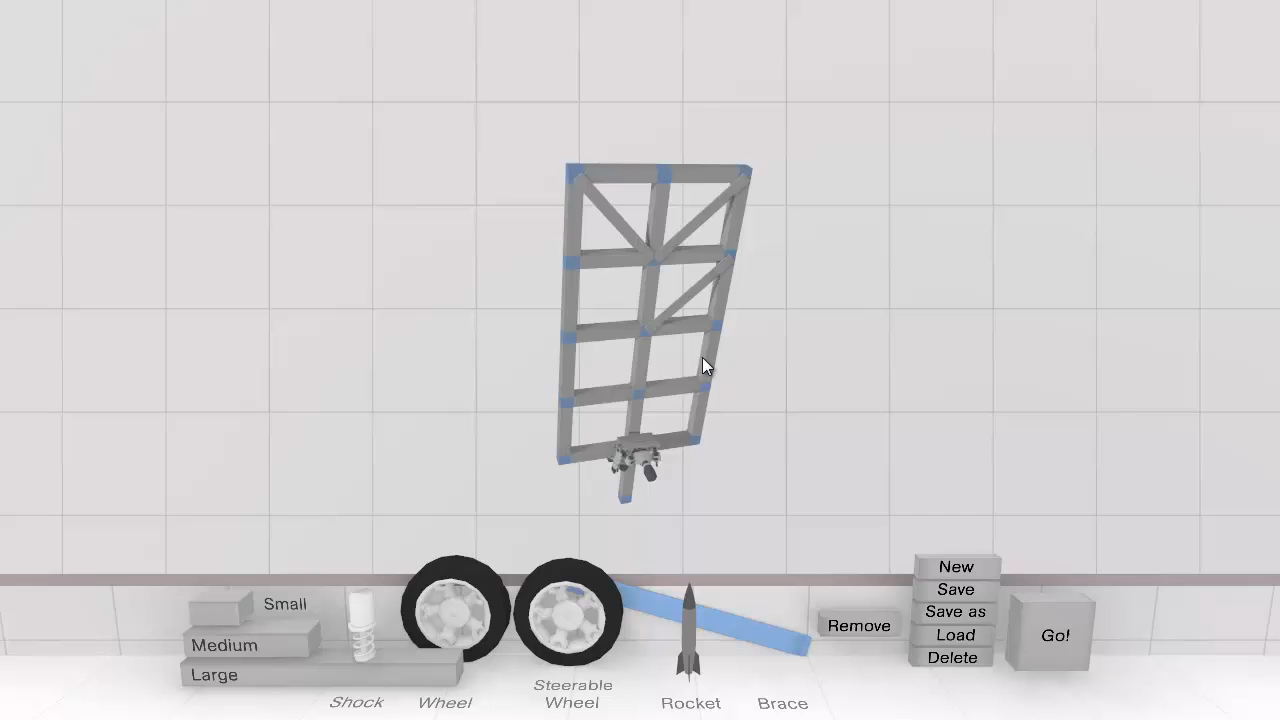 Small
Medium
Large
Shock
Wheel
Steerable
Wheel
Rocket
Brace
Remove
New
Save
Save as
Load
Delete
Go!